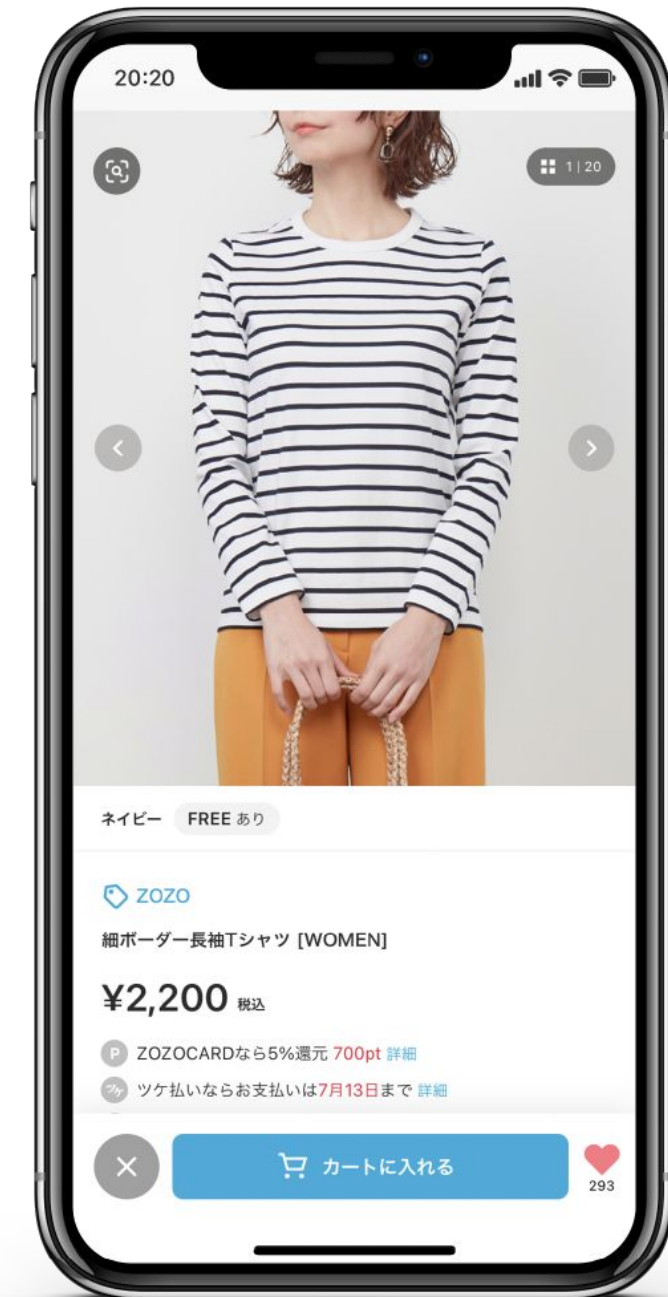 20:20
1 | 20
ネイビー FREE あり
ZOZO
細ボーダー長袖Tシャツ [WOMEN]
¥2,200 税込
P ZOZOCARDなら5%還元 700pt 詳細
ツケ ツケ払いならお支払いは7月13日まで 詳細
カートに入れる
293